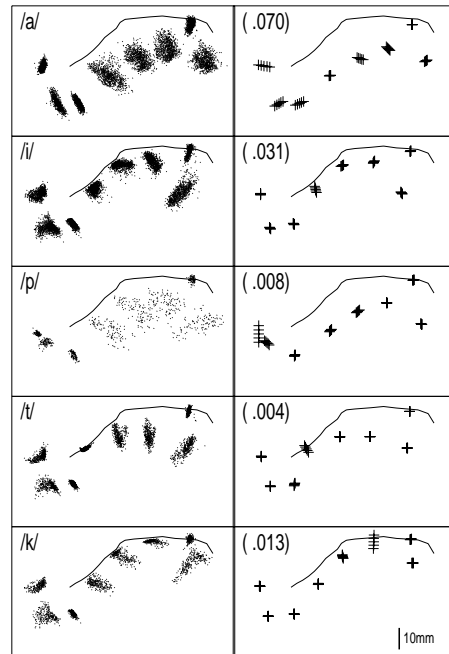 /a/ ( .070)
/i/ ( .031)
/p/ ( .008)
/t/ ( .004)
/k/ ( .013)
10mm